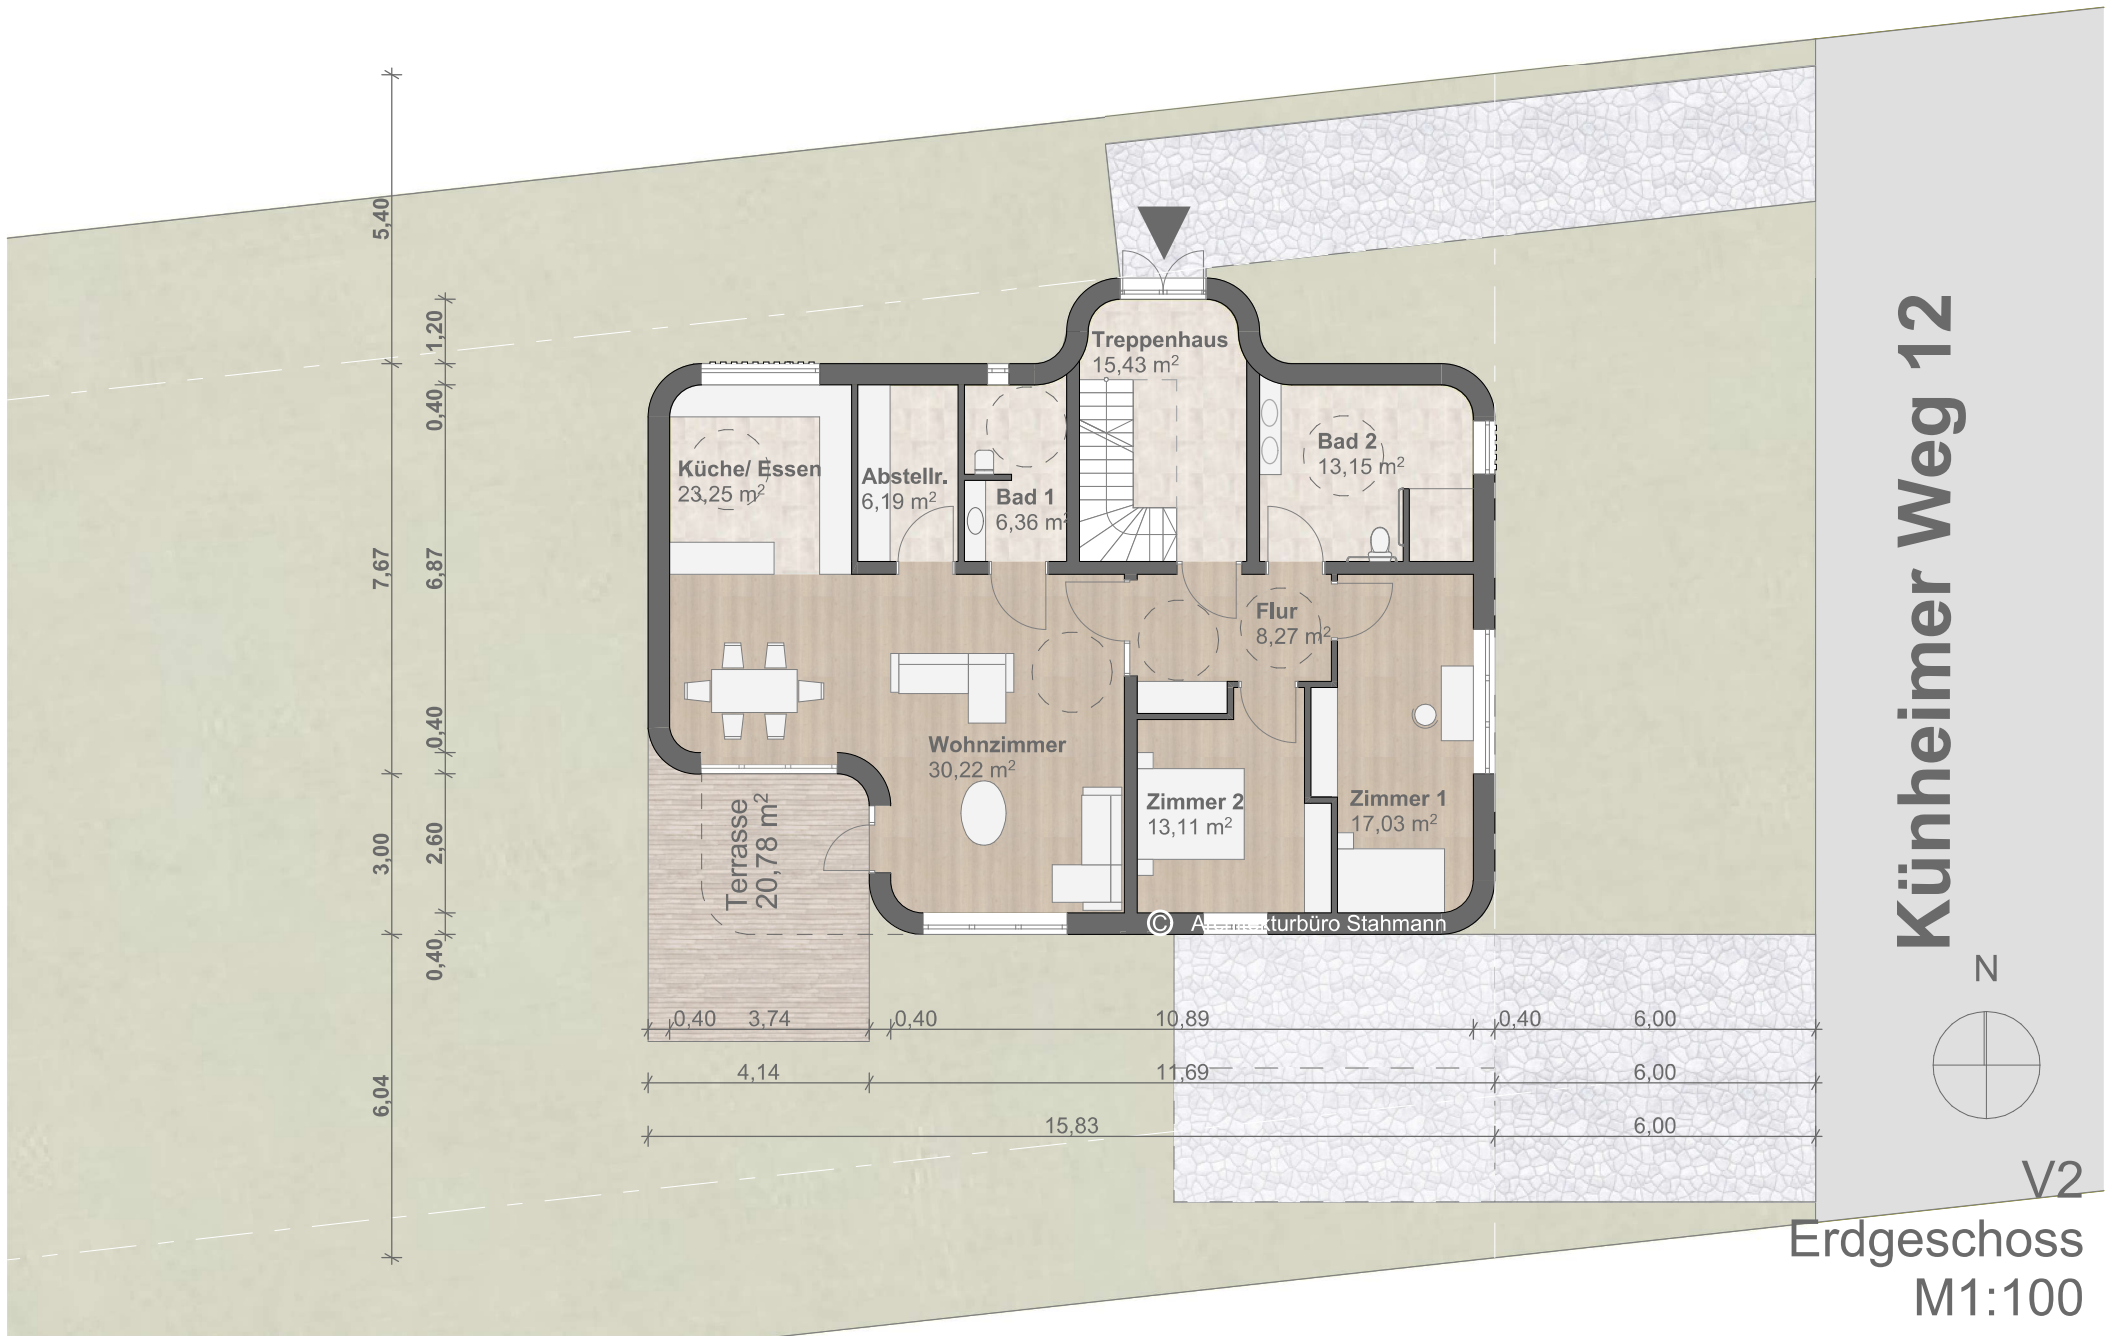 5,40
1,20
0,40
7,67
6,87
0,40
3,00
2,60
0,40
6,04
Treppenhaus
15,43 m²
Küche/ Essen
23,25 m²
Abstellr.
6,19 m²
Bad 1
6,36 m²
Bad 2
13,15 m²
Flur
8,27 m²
Wohnzimmer
30,22 m²
Zimmer 2
13,11 m²
Zimmer 1
17,03 m²
Terrasse
20,78 m²
© Architekturbüro Stahmann
0,40 3,74 0,40 10,89 0,40 6,00
4,14 11,69 6,00
15,83 6,00
Künheimer Weg 12
N
V2
Erdgeschoss
M1:100